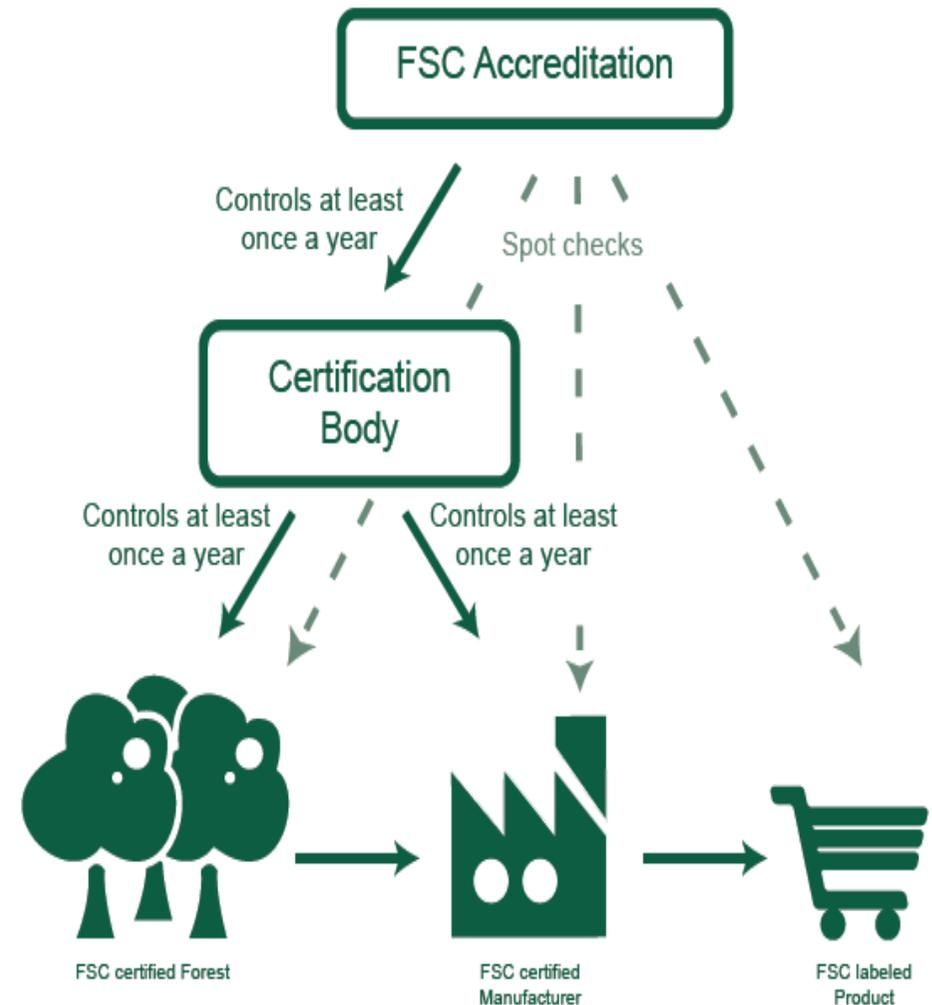 FSC Accreditation
Controls at least
once a year
Spot checks
Certification
Body
Controls at least
once a year
Controls at least
once a year
FSC certified Forest
FSC certified
Manufacturer
FSC labeled
Product